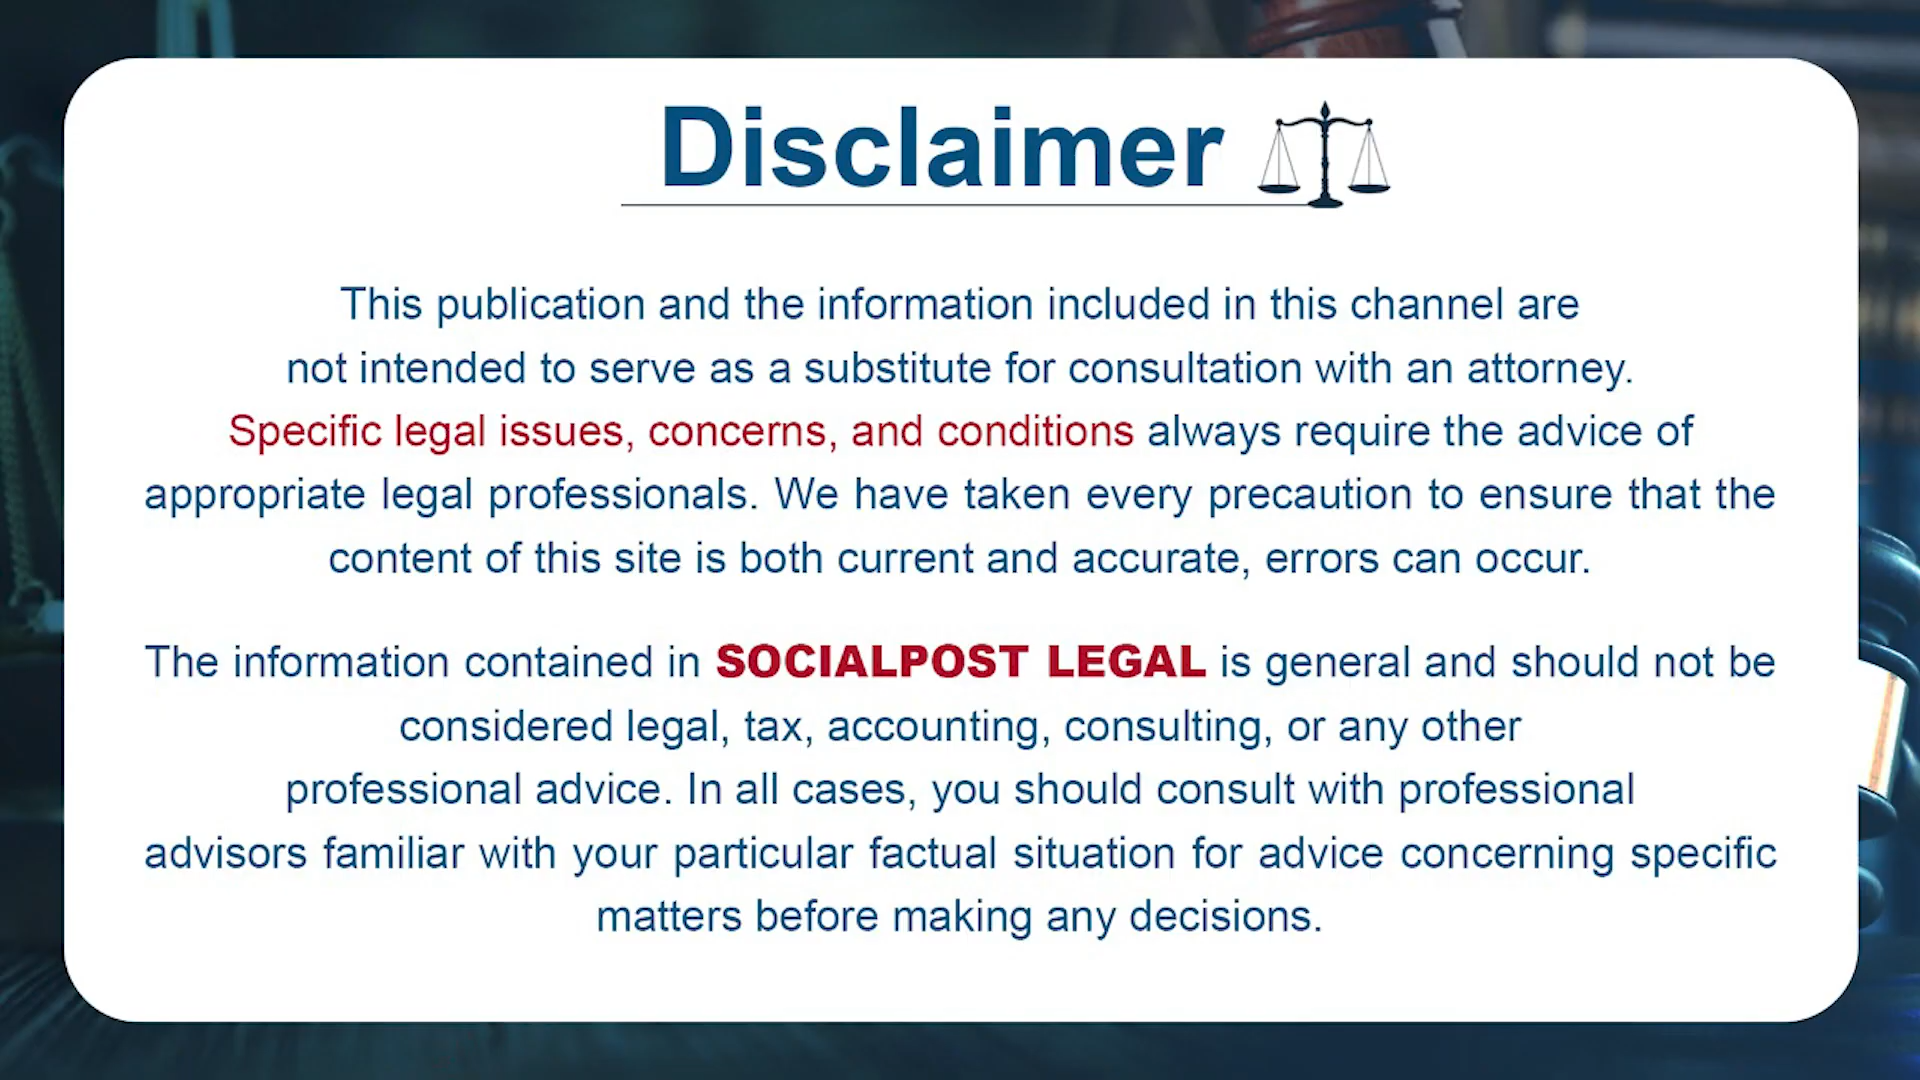 Disclaimer
This publication and the information included in this channel are
not intended to serve as a substitute for consultation with an attorney.
Specific legal issues, concerns, and conditions always require the advice of
appropriate legal professionals. We have taken every precaution to ensure that the
content of this site is both current and accurate, errors can occur.
The information contained in SOCIALPOST LEGAL is general and should not be
considered legal, tax, accounting, consulting, or any other
professional advice. In all cases, you should consult with professional
advisors familiar with your particular factual situation for advice concerning specific
matters before making any decisions.